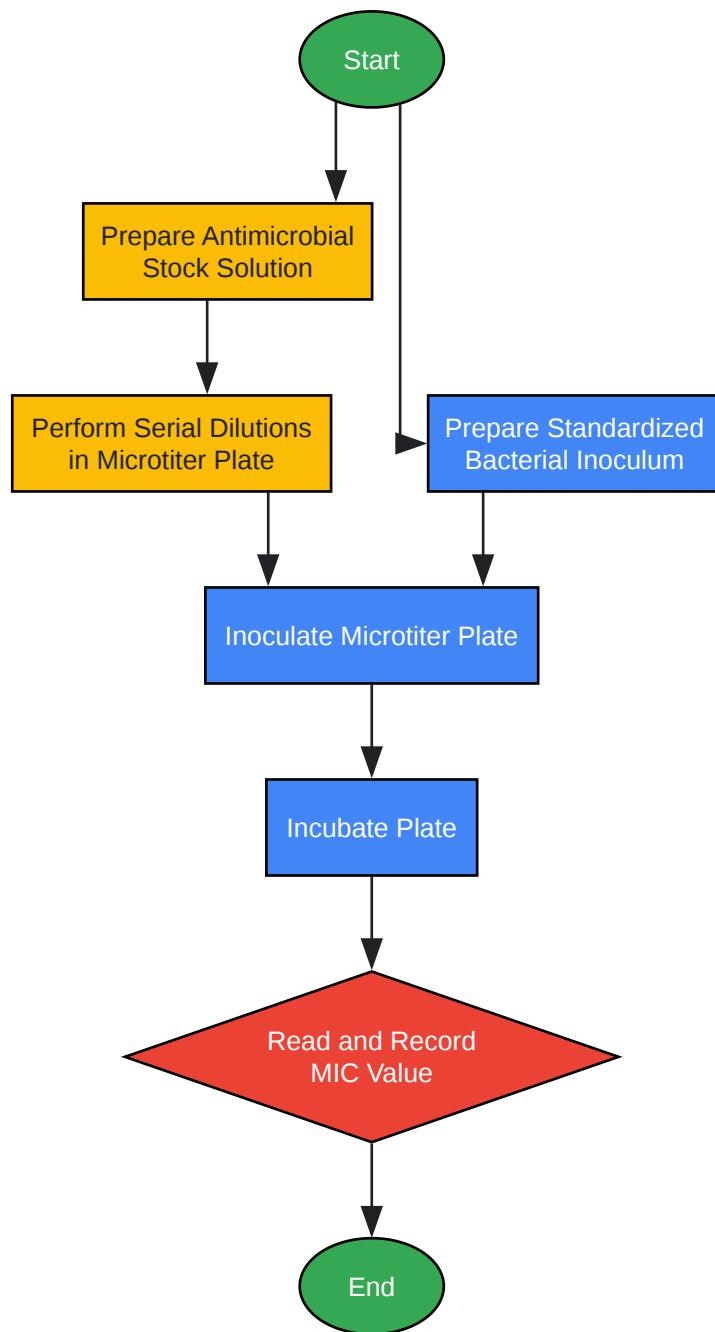 Start
Prepare Antimicrobial
Stock Solution
Perform Serial Dilutions
in Microtiter Plate
Prepare Standardized
Bacterial Inoculum
Inoculate Microtiter Plate
Incubate Plate
Read and Record
MIC Value
End